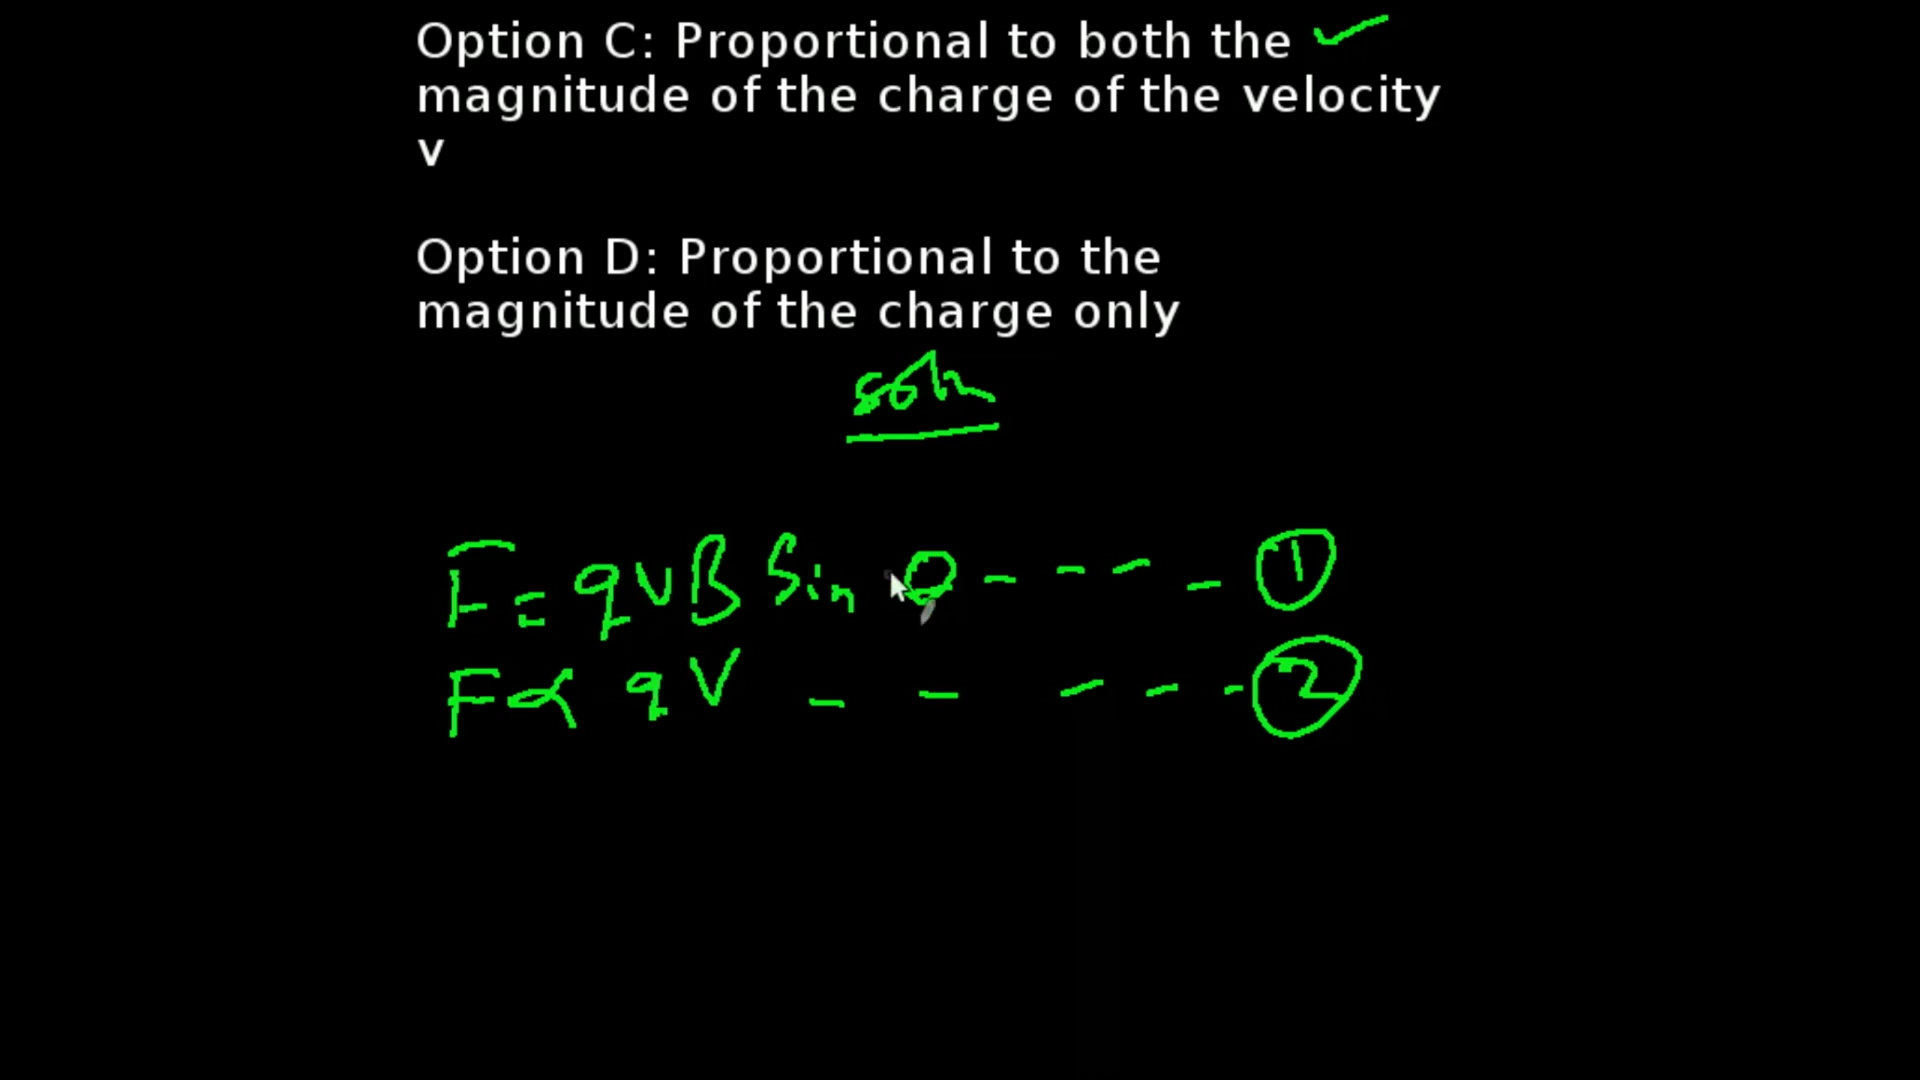 Option C: Proportional to both the
magnitude of the charge of the velocity
v
Option D: Proportional to the
magnitude of the charge only
soln
F = qVB Sin θ - - - - ①
F ∝ qV - - - - - ②